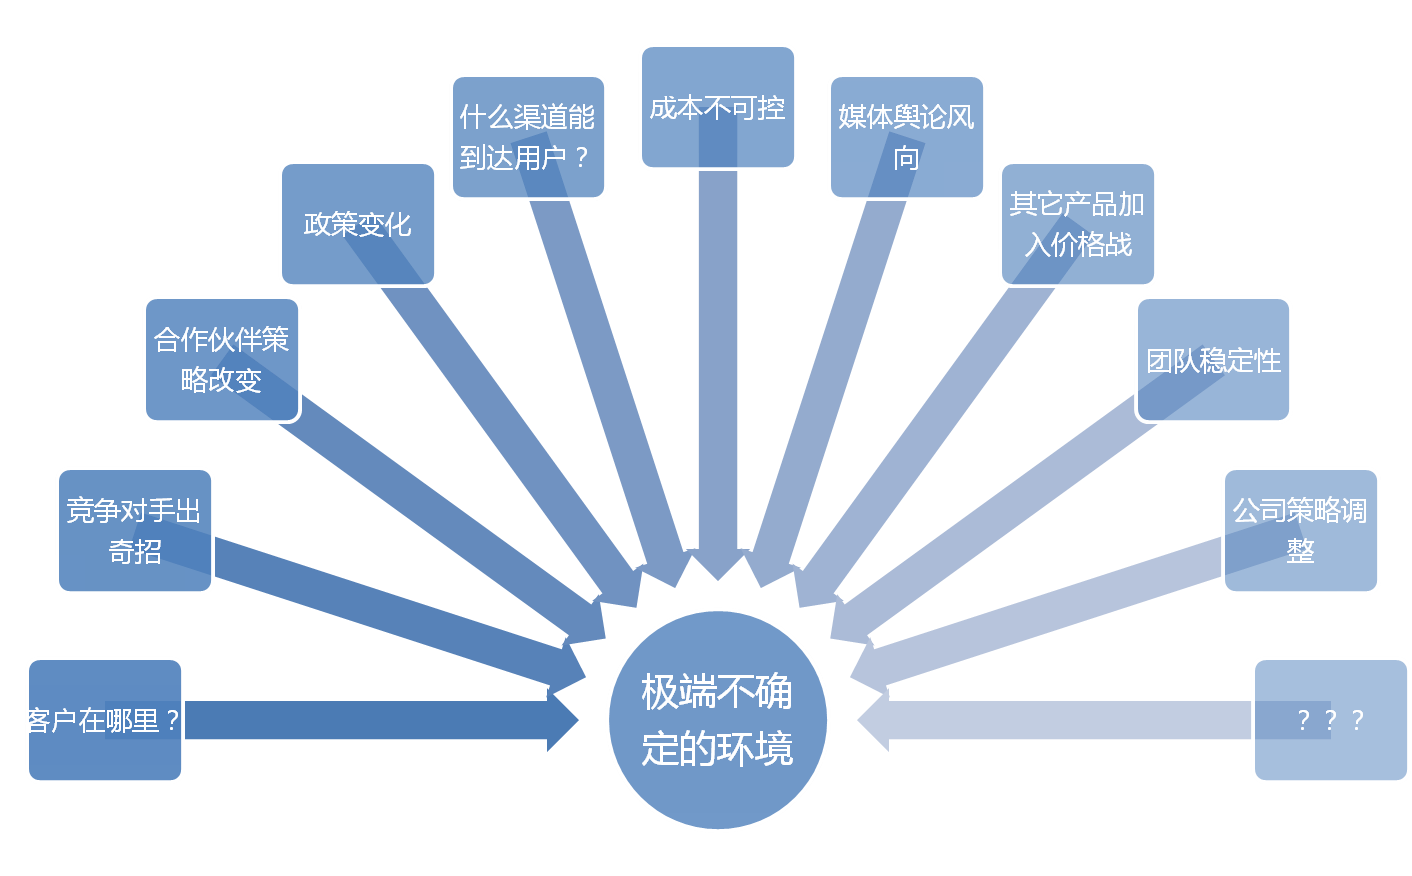 客户在哪里？
竞争对手出
奇招
合作伙伴策
略改变
政策变化
什么渠道能
到达用户？
成本不可控
媒体舆论风
向
其它产品加
入价格战
团队稳定性
公司策略调
整
？？？
极端不确
定的环境